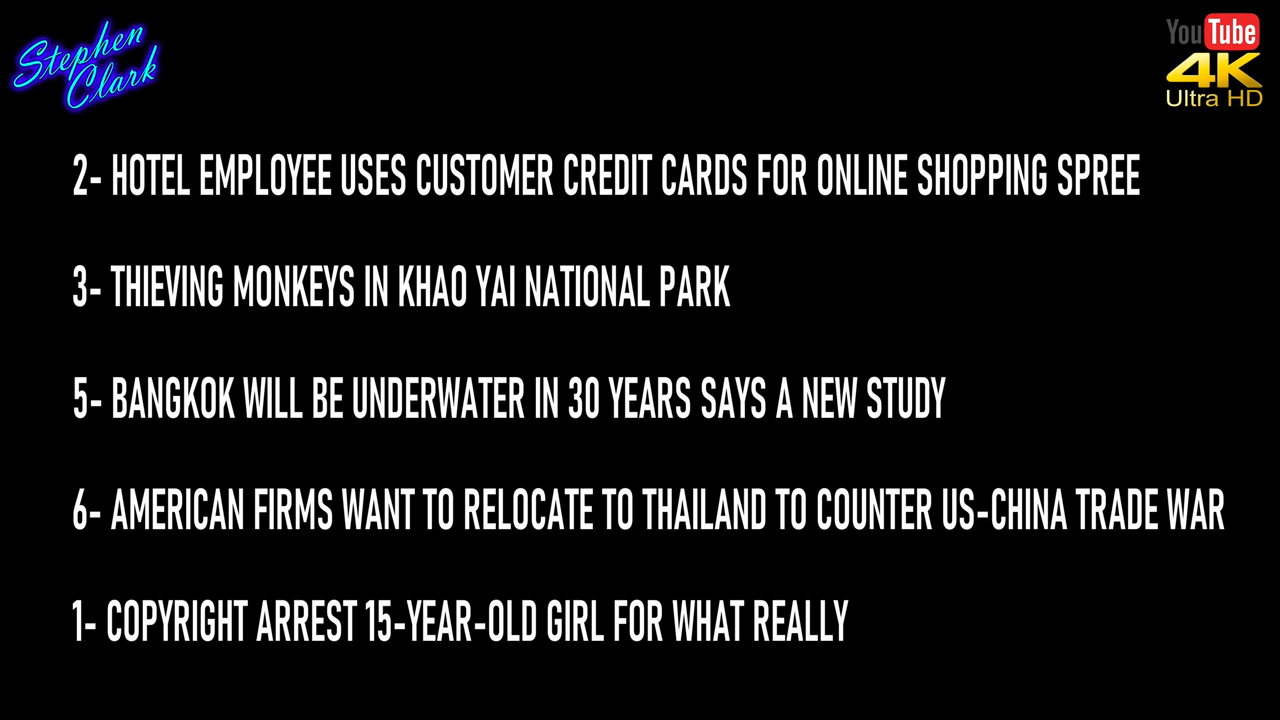 Stephen
Clark
YouTube
4K
Ultra HD
2- HOTEL EMPLOYEE USES CUSTOMER CREDIT CARDS FOR ONLINE SHOPPING SPREE
3- THIEVING MONKEYS IN KHAO YAI NATIONAL PARK
5- BANGKOK WILL BE UNDERWATER IN 30 YEARS SAYS A NEW STUDY
6- AMERICAN FIRMS WANT TO RELOCATE TO THAILAND TO COUNTER US-CHINA TRADE WAR
1- COPYRIGHT ARREST 15-YEAR-OLD GIRL FOR WHAT REALLY